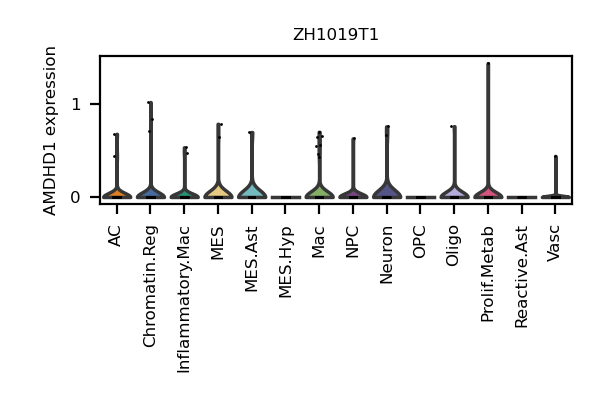 ZH1019T1
AMDHD1 expression
1
0
AC
Chromatin.Reg
Inflammatory.Mac
MES
MES.Ast
MES.Hyp
Mac
NPC
Neuron
OPC
Oligo
Prolif.Metab
Reactive.Ast
Vasc